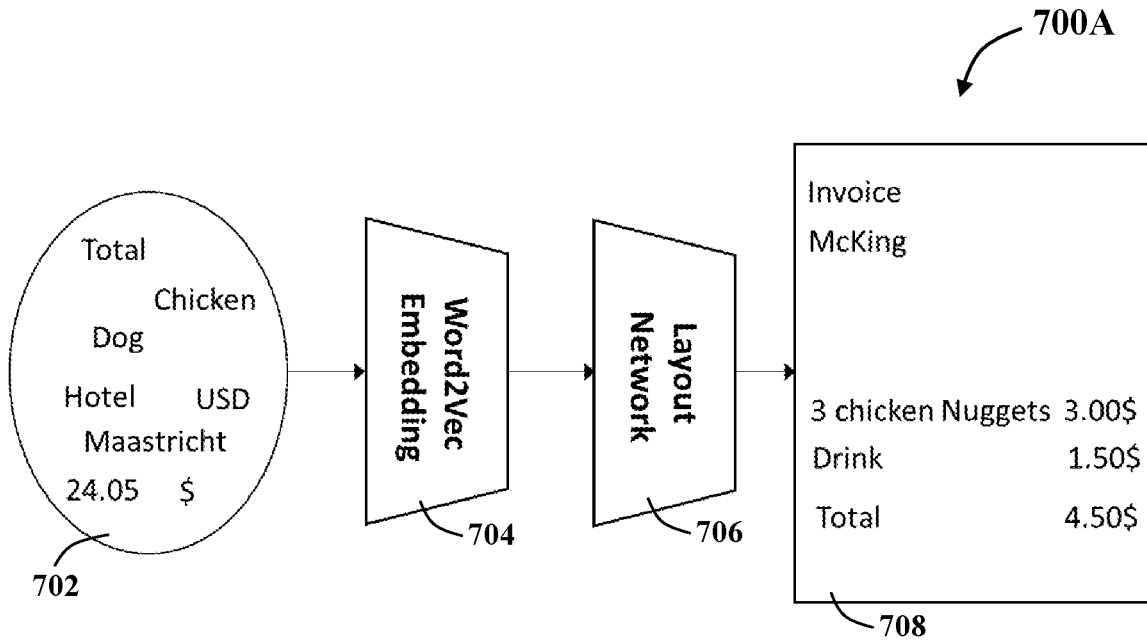 700A
Total
Chicken
Dog
Hotel USD
Maastricht
24.05 $
702
Word2Vec
Embedding
704
Layout
Network
706
Invoice
McKing
3 chicken Nuggets 3.00$
Drink 1.50$
Total 4.50$
708